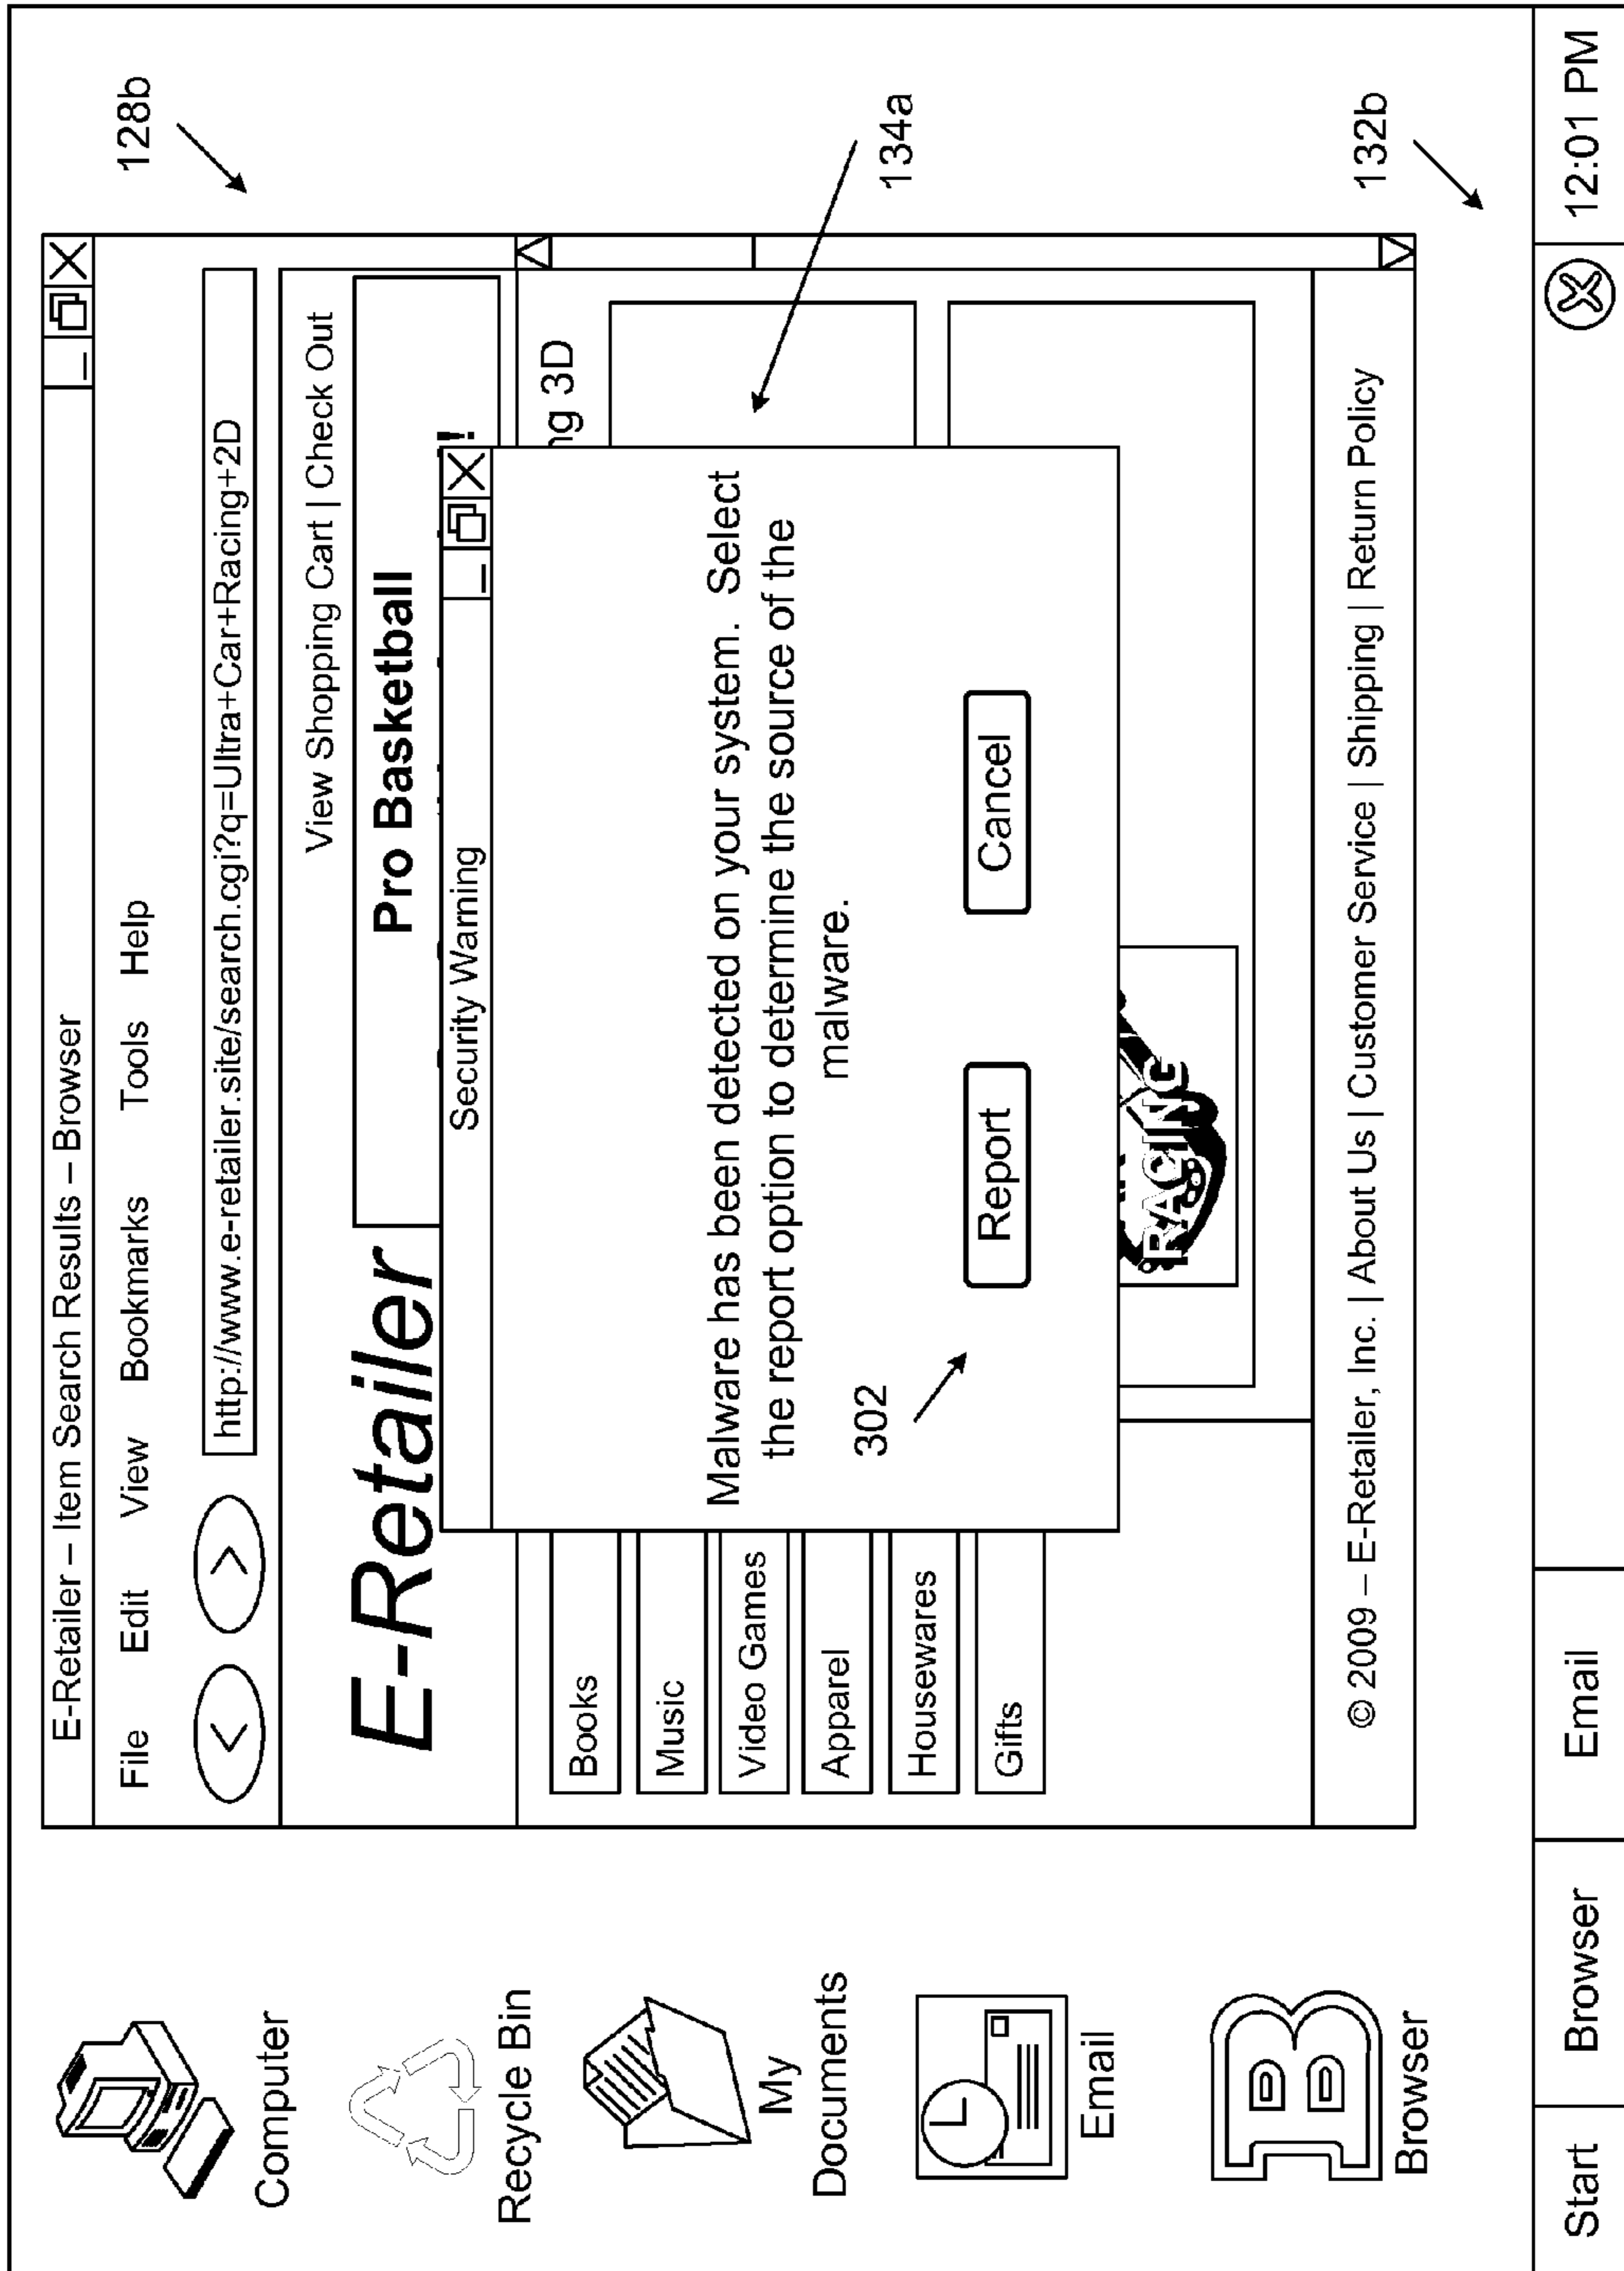 E-Retailer – Item Search Results – Browser
File Edit View Bookmarks Tools Help
128b
< >
http://www.e-retailer.site/search.cgi?q=Ultra+Car+Racing+2D
View Shopping Cart | Check Out
E-Retailer
Pro Basketball
!
Security Warning
ng 3D
Books
Music
Video Games
Apparel
Housewares
Gifts
Malware has been detected on your system. Select
the report option to determine the source of the
malware.
134a
302
Report
Cancel
RACING
© 2009 – E-Retailer, Inc. | About Us | Customer Service | Shipping | Return Policy
132b
Computer
Recycle Bin
My
Documents
Email
B
Browser
Start
Browser
Email
12:01 PM